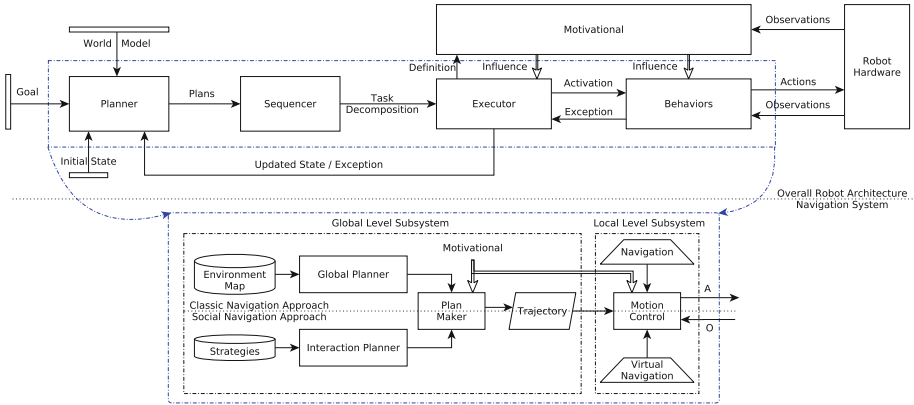 Motivational
Observations
Robot
Hardware
World Model
Definition
Influence
Influence
Goal
Planner
Plans
Sequencer
Task
Decomposition
Executor
Activation
Exception
Behaviors
Actions
Observations
Initial State
Updated State / Exception
Overall Robot Architecture
Navigation System
Global Level Subsystem
Local Level Subsystem
Motivational
Navigation
Environment
Map
Global Planner
Classic Navigation Approach
Social Navigation Approach
Plan
Maker
Trajectory
Motion
Control
A
O
Strategies
Interaction Planner
Virtual
Navigation